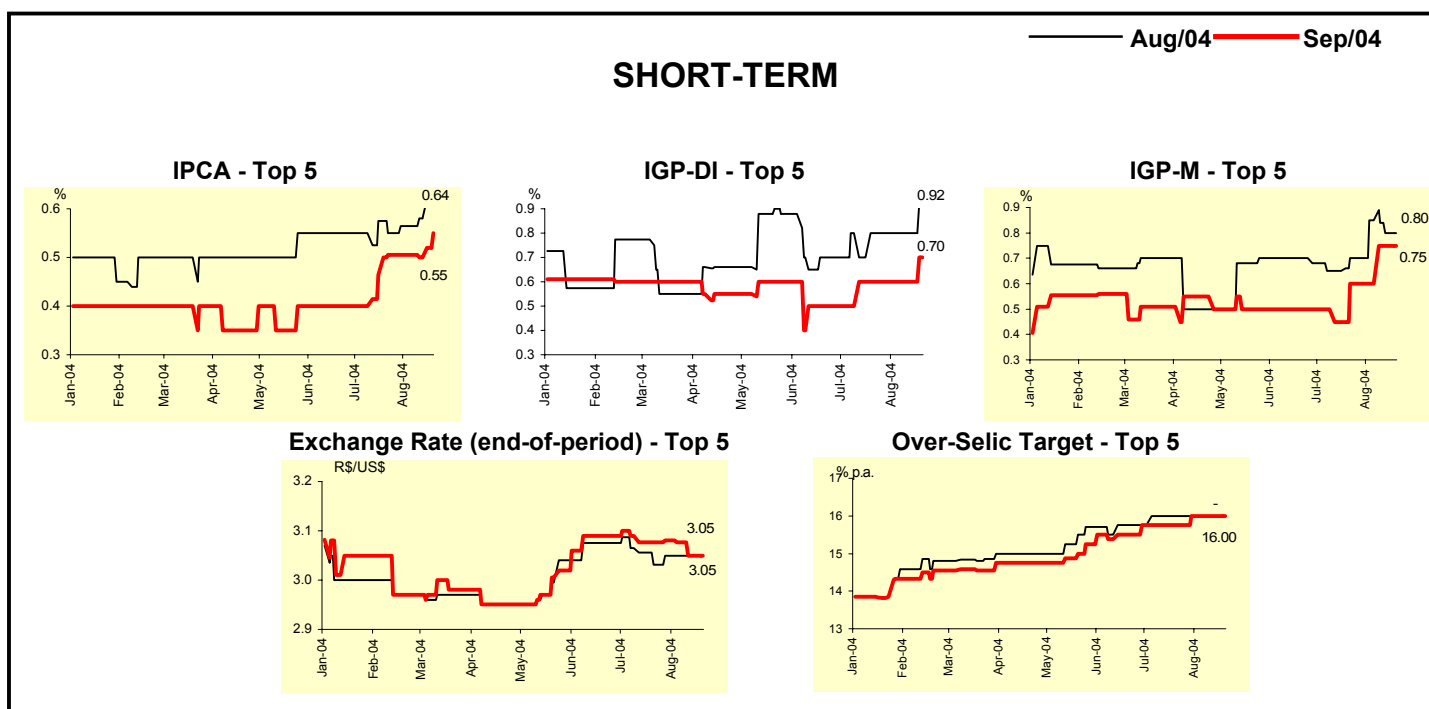 Aug/04 Sep/04
SHORT-TERM
IPCA - Top 5
%
0.64
0.6
0.5
0.55
0.4
0.3
Jan-04 Feb-04 Mar-04 Apr-04 May-04 Jun-04 Jul-04 Aug-04
IGP-DI - Top 5
%
0.92
0.9
0.8
0.70
0.7
0.6
0.5
0.4
0.3
Jan-04 Feb-04 Mar-04 Apr-04 May-04 Jun-04 Jul-04 Aug-04
IGP-M - Top 5
%
0.9
0.80
0.8
0.75
0.7
0.6
0.5
0.4
0.3
Jan-04 Feb-04 Mar-04 Apr-04 May-04 Jun-04 Jul-04 Aug-04
Exchange Rate (end-of-period) - Top 5
R$/US$
3.2
3.1
3.05
3.05
3.0
2.9
Jan-04 Feb-04 Mar-04 Apr-04 May-04 Jun-04 Jul-04 Aug-04
Over-Selic Target - Top 5
% p.a.
17
-
16
16.00
15
14
13
Jan-04 Feb-04 Mar-04 Apr-04 May-04 Jun-04 Jul-04 Aug-04